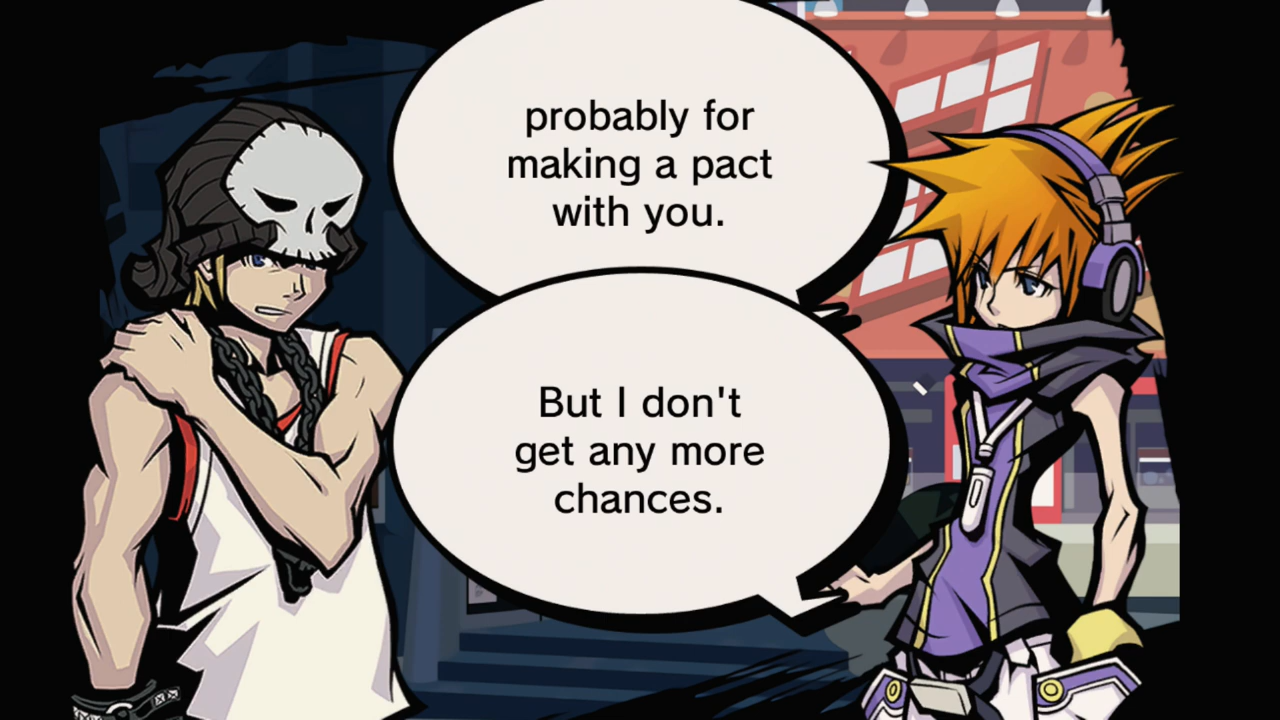 probably for
making a pact
with you.
But I don't
get any more
chances.